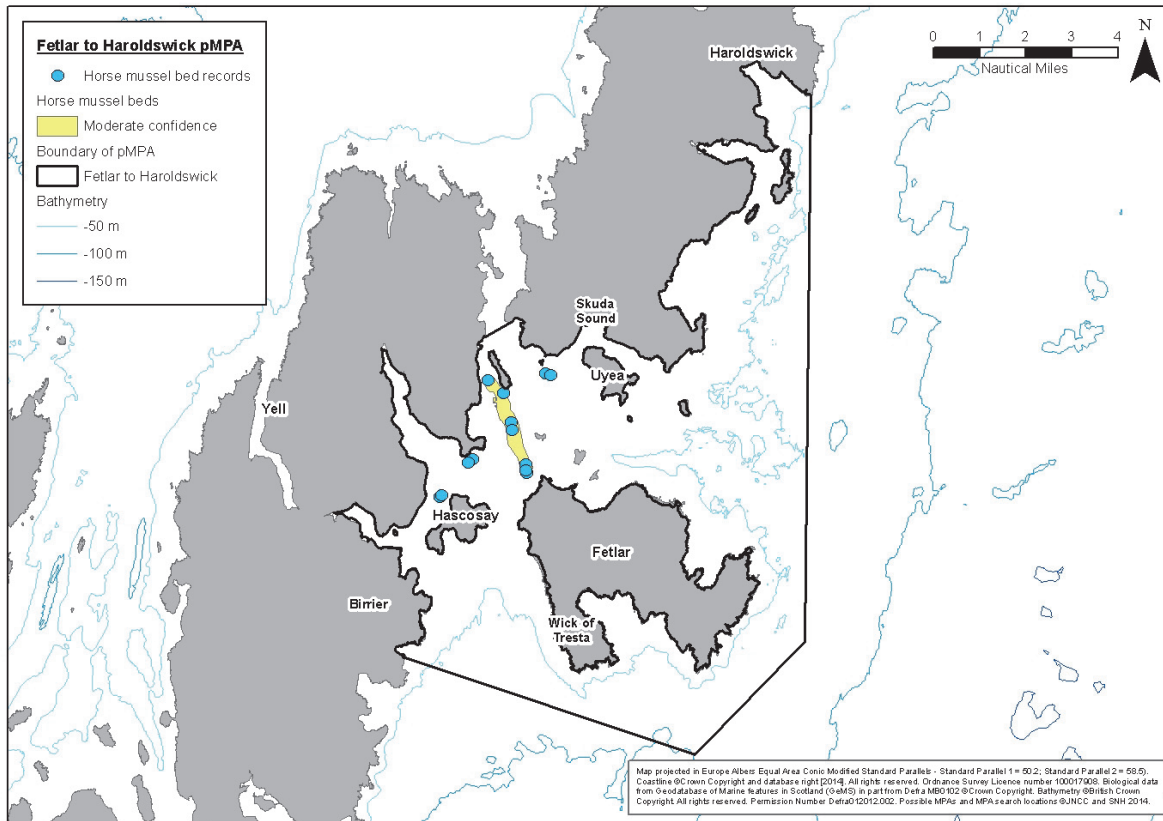 Fetlar to Haroldswick pMPA
Horse mussel bed records
Horse mussel beds
Moderate confidence
Boundary of pMPA
Fetlar to Haroldswick
Bathymetry
-50 m
-100 m
-150 m
0 1 2 3 4
Nautical Miles
N
Haroldswick
Skuda
Sound
Uyea
Yell
Hascosay
Fetlar
Birrier
Wick of
Tresta
Map projected in Europe Albers Equal Area Conic Modified Standard Parallels - Standard Parallel 1 = 50.2; Standard Parallel 2 = 58.5).
Coastline ©Crown Copyright and database right [2014]. All rights reserved. Ordnance Survey Licence number 100017908. Biological data
from Geodatabase of Marine features in Scotland (GeMS) in part from Defra MB0102 ©Crown Copyright. Bathymetry ©British Crown
Copyright. All rights reserved. Permission Number Defra012012.002. Possible MPAs and MPA search locations ©JNCC and SNH 2014.